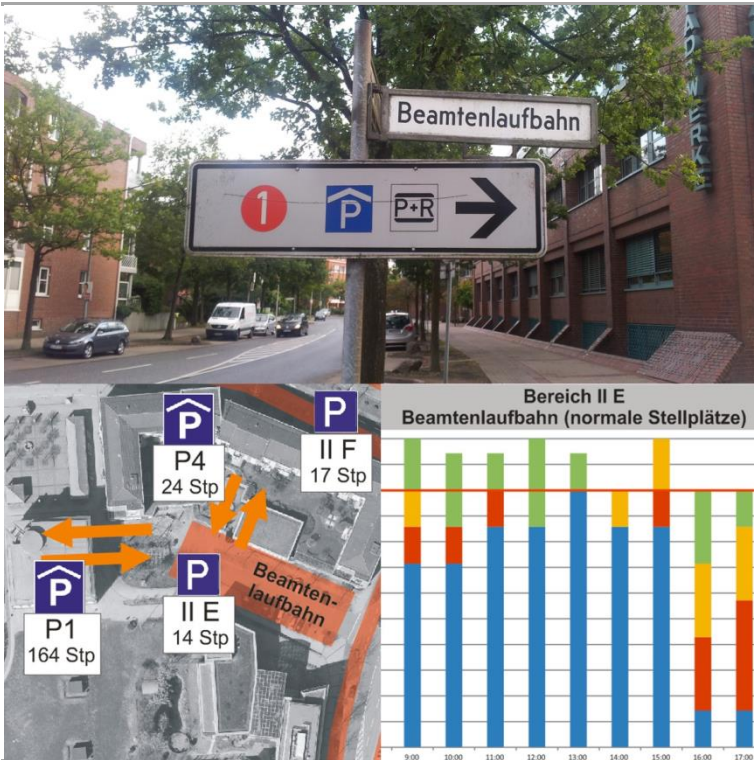 Beamtenlaufbahn
1 P P+R
STADTWERKE
P
P4
24 Stp
P
II F
17 Stp
P
P1
164 Stp
P
II E
14 Stp
Beamten-
laufbahn
Bereich II E
Beamtenlaufbahn (normale Stellplätze)
9:00 10:00 11:00 12:00 13:00 14:00 15:00 16:00 17:00